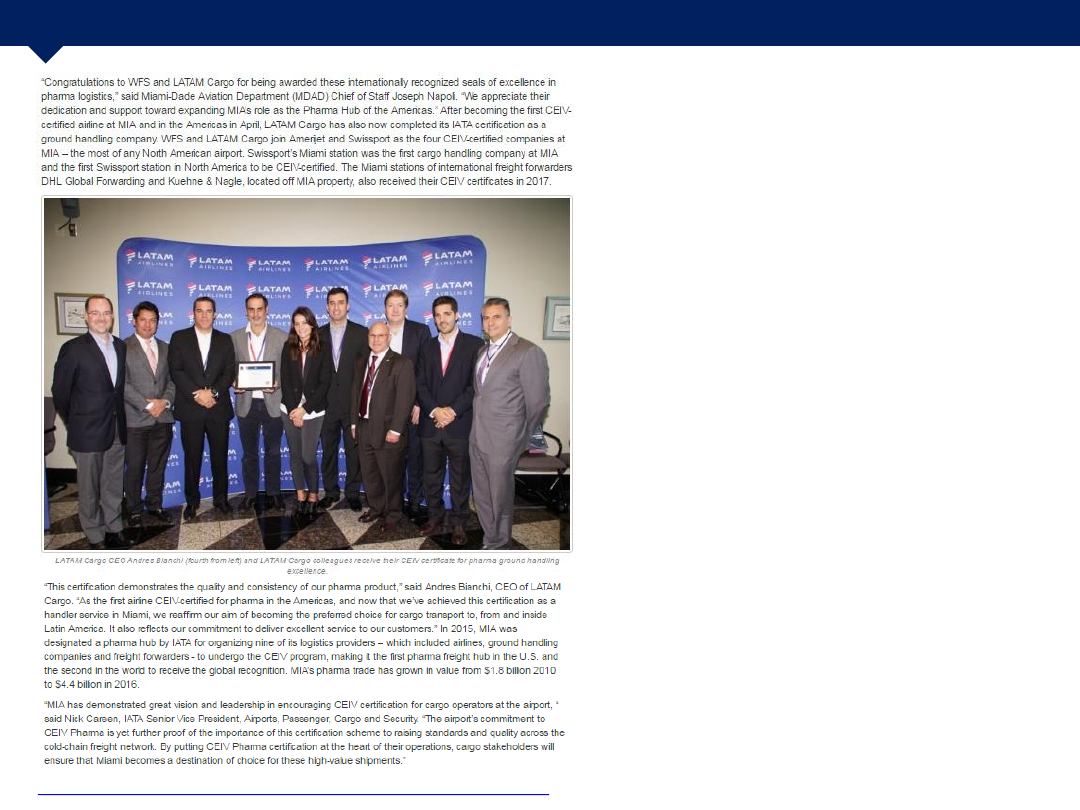 “Congratulations to WFS and LATAM Cargo for being awarded these internationally recognized seals of excellence in
pharma logistics,” said Miami-Dade Aviation Department (MDAD) Chief of Staff Joseph Napoli. “We appreciate their
dedication and support toward expanding MIA’s role as the Pharma Hub of the Americas.” After becoming the first CEIV-
certified airline at MIA and in the Americas in April, LATAM Cargo has also now completed its IATA certification as a
ground handling company. WFS and LATAM Cargo join Amerijet and Swissport as the four CEIV-certified companies at
MIA – the most of any North American airport. Swissport’s Miami station was the first cargo handling company at MIA
and the first Swissport station in North America to be CEIV-certified. The Miami stations of international freight forwarders
DHL Global Forwarding and Kuehne & Nagle, located off MIA property, also received their CEIV certificates in 2017.
LATAM AIRLINES LATAM AIRLINES LATAM AIRLINES LATAM AIRLINES LATAM AIRLINES LATAM AIRLINES
LATAM Cargo CEO Andres Bianchi (fourth from left) and LATAM Cargo colleagues receive their CEIV certificate for pharma ground handling
excellence.
“This certification demonstrates the quality and consistency of our pharma product,” said Andres Bianchi, CEO of LATAM
Cargo. “As the first airline CEIV-certified for pharma in the Americas, and now that we’ve achieved this certification as a
handler service in Miami, we reaffirm our aim of becoming the preferred choice for cargo transport to, from and inside
Latin America. It also reflects our commitment to deliver excellent service to our customers.” In 2015, MIA was
designated a pharma hub by IATA for organizing nine of its logistics providers – which included airlines, ground handling
companies and freight forwarders - to undergo the CEIV program, making it the first pharma freight hub in the U.S. and
the second in the world to receive the global recognition. MIA’s pharma trade has grown in value from $1.8 billion 2010
to $4.4 billion in 2016.
“MIA has demonstrated great vision and leadership in encouraging CEIV certification for cargo operators at the airport, “
said Nick Careen, IATA Senior Vice President, Airports, Passenger, Cargo and Security. “The airport’s commitment to
CEIV Pharma is yet further proof of the importance of this certification scheme to raising standards and quality across the
cold-chain freight network. By putting CEIV Pharma certification at the heart of their operations, cargo stakeholders will
ensure that Miami becomes a destination of choice for these high-value shipments.”